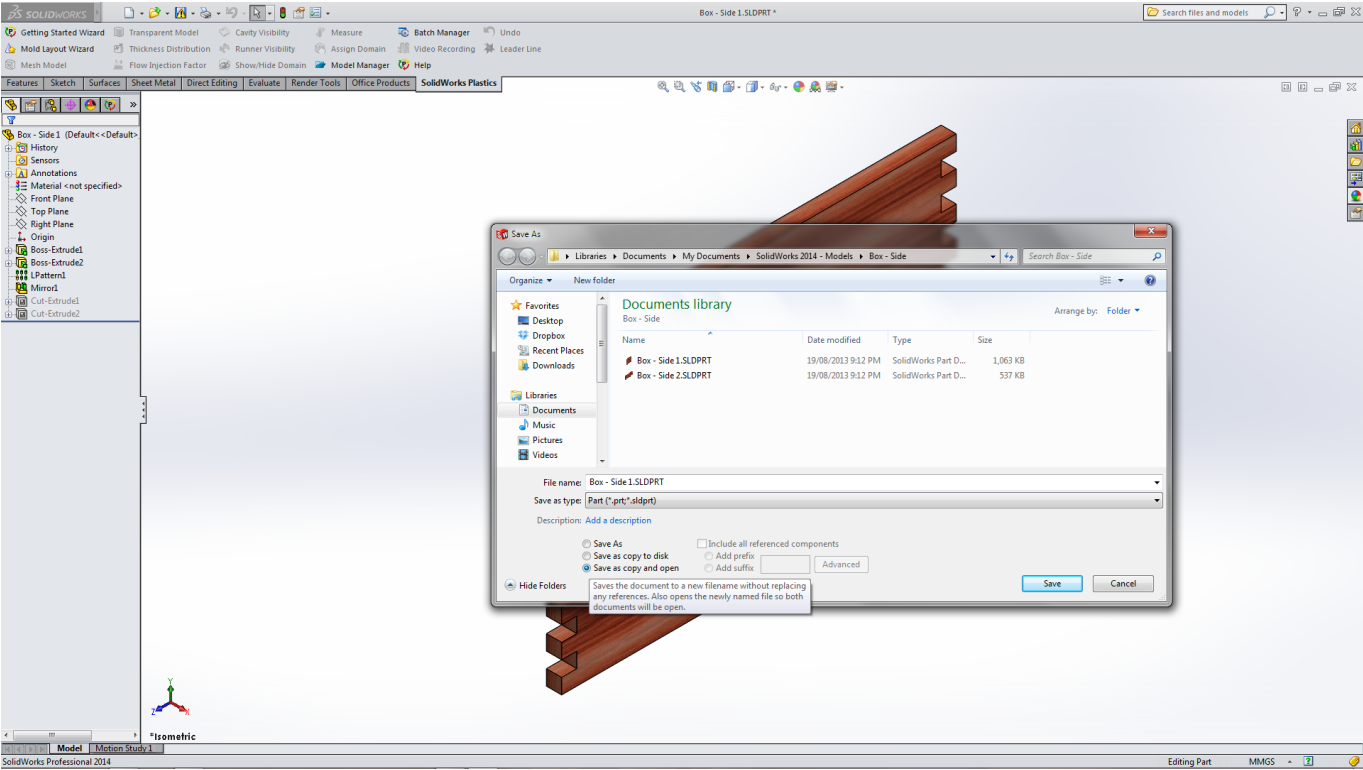 SOLIDWORKS
Box - Side 1.SLDPRT *
Search files and models
Getting Started Wizard Transparent Model Cavity Visibility Measure Batch Manager Undo
Mold Layout Wizard Thickness Distribution Runner Visibility Assign Domain Video Recording Leader Line
Mesh Model Flow Injection Factor Show/Hide Domain Model Manager Help
Features Sketch Surfaces Sheet Metal Direct Editing Evaluate Render Tools Office Products SolidWorks Plastics
Box - Side 1 (Default<<Default>
History
Sensors
Annotations
Material <not specified>
Front Plane
Top Plane
Right Plane
Origin
Boss-Extrude1
Boss-Extrude2
LPattern1
Mirror1
Cut-Extrude1
Cut-Extrude2
Save As
Libraries Documents My Documents SolidWorks 2014 - Models Box - Side
Search Box - Side
Organize New folder
Favorites
Desktop
Dropbox
Recent Places
Downloads
Libraries
Documents
Music
Pictures
Videos
Documents library
Box - Side
Arrange by: Folder
Name Date modified Type Size
Box - Side 1.SLDPRT 19/08/2013 9:12 PM SolidWorks Part D... 1,063 KB
Box - Side 2.SLDPRT 19/08/2013 9:12 PM SolidWorks Part D... 537 KB
File name: Box - Side 1.SLDPRT
Save as type: Part (*.prt;*.sldprt)
Description: Add a description
Save As Include all referenced components
Save as copy to disk Add prefix
Save as copy and open Add suffix Advanced
Hide Folders
Save Cancel
Saves the document to a new filename without replacing
any references. Also opens the newly named file so both
documents will be open.
Y
Z X
*Isometric
Model Motion Study 1
SolidWorks Professional 2014
Editing Part MMGS